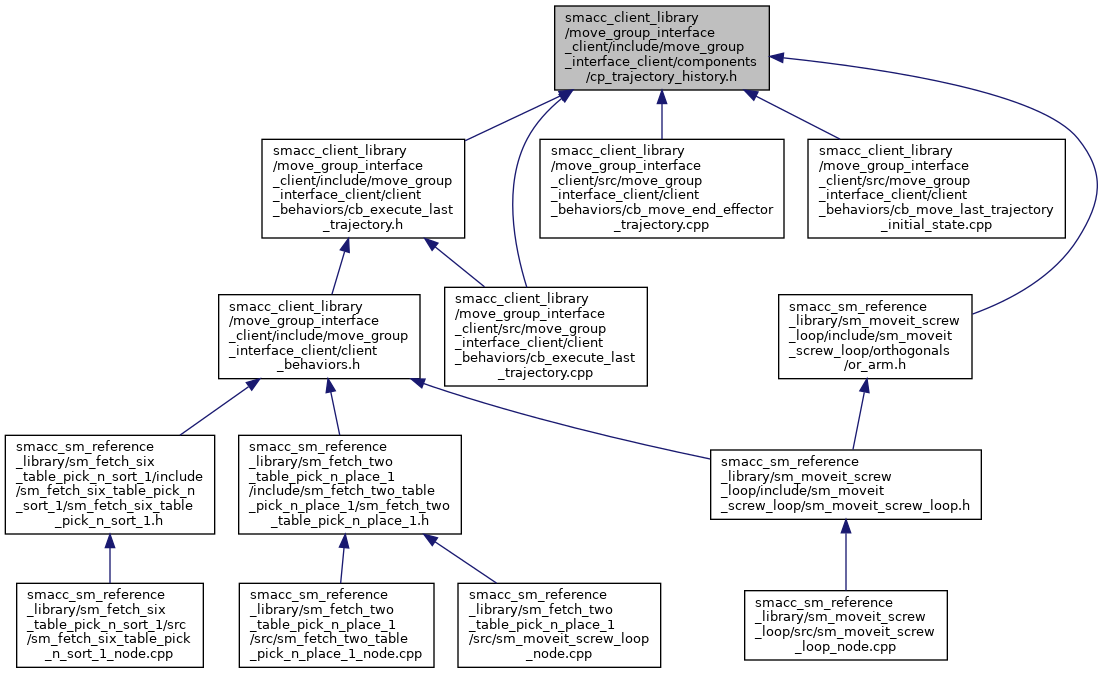 smacc_client_library
/move_group_interface
_client/include/move_group
_interface_client/components
/cp_trajectory_history.h
smacc_client_library
/move_group_interface
_client/include/move_group
_interface_client/client
_behaviors/cb_execute_last
_trajectory.h
smacc_client_library
/move_group_interface
_client/src/move_group
_interface_client/client
_behaviors/cb_move_end_effector
_trajectory.cpp
smacc_client_library
/move_group_interface
_client/src/move_group
_interface_client/client
_behaviors/cb_move_last_trajectory
_initial_state.cpp
smacc_client_library
/move_group_interface
_client/include/move_group
_interface_client/client
_behaviors.h
smacc_client_library
/move_group_interface
_client/src/move_group
_interface_client/client
_behaviors/cb_execute_last
_trajectory.cpp
smacc_sm_reference
_library/sm_moveit_screw
_loop/include/sm_moveit
_screw_loop/orthogonals
/or_arm.h
smacc_sm_reference
_library/sm_fetch_six
_table_pick_n_sort_1/include
/sm_fetch_six_table_pick_n
_sort_1/sm_fetch_six_table
_pick_n_sort_1.h
smacc_sm_reference
_library/sm_fetch_two
_table_pick_n_place_1
/include/sm_fetch_two_table
_pick_n_place_1/sm_fetch_two
_table_pick_n_place_1.h
smacc_sm_reference
_library/sm_moveit_screw
_loop/include/sm_moveit
_screw_loop/sm_moveit_screw_loop.h
smacc_sm_reference
_library/sm_fetch_six
_table_pick_n_sort_1/src
/sm_fetch_six_table_pick
_n_sort_1_node.cpp
smacc_sm_reference
_library/sm_fetch_two
_table_pick_n_place_1
/src/sm_fetch_two_table
_pick_n_place_1_node.cpp
smacc_sm_reference
_library/sm_fetch_two
_table_pick_n_place_1
/src/sm_moveit_screw_loop
_node.cpp
smacc_sm_reference
_library/sm_moveit_screw
_loop/src/sm_moveit_screw
_loop_node.cpp